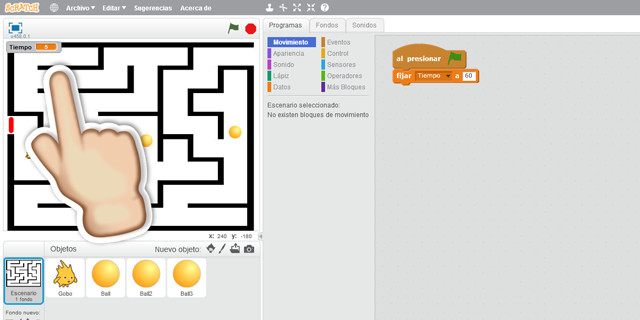 SCRATCH
Archivo Editar Sugerencias Acerca de
v456.0.1
Tiempo 5
X: 240 y: -180
Objetos Nuevo objeto:
Escenario
1 fondo
Gobo Ball Ball2 Ball3
Fondo nuevo:
Programas Fondos Sonidos
Movimiento Eventos
Apariencia Control
Sonido Sensores
Lápiz Operadores
Datos Más Bloques
Escenario seleccionado:
No existen bloques de movimiento
al presionar
fijar Tiempo a 60